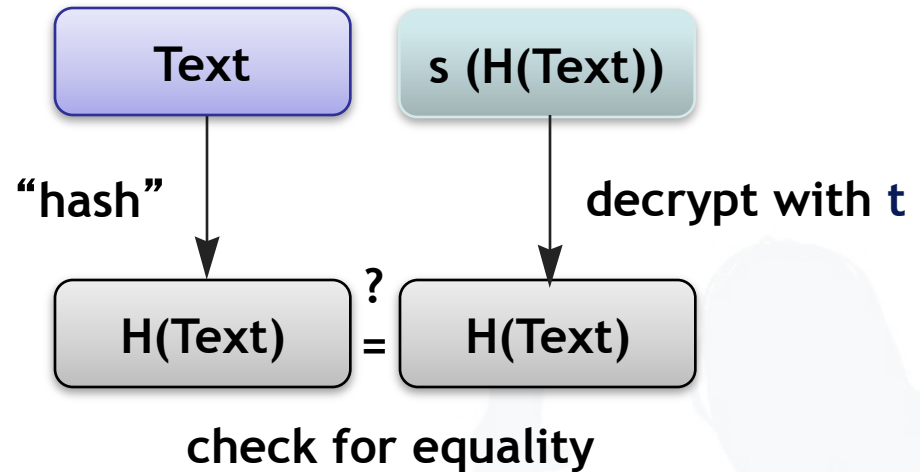 Text
s (H(Text))
“hash”
decrypt with t
H(Text)
?
=
H(Text)
check for equality